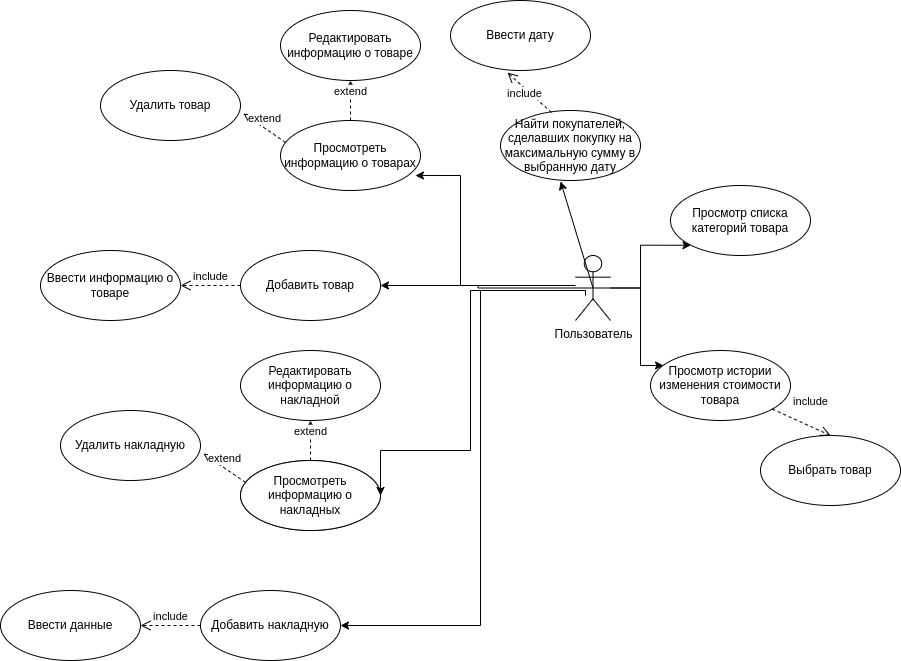 Редактировать
информацию о товаре
Ввести дату
extend
include
Удалить товар
extend
Просмотреть
информацию о товарах
Найти покупателей,
сделавших покупку на
максимальную сумму в
выбранную дату
Просмотр списка
категорий товара
Ввести информацию о
товаре
include
Добавить товар
Пользователь
Редактировать
информацию о
накладной
Просмотр истории
изменения стоимости
товара
include
extend
Удалить накладную
extend
Просмотреть
информацию о
накладных
Выбрать товар
Ввести данные
include
Добавить накладную